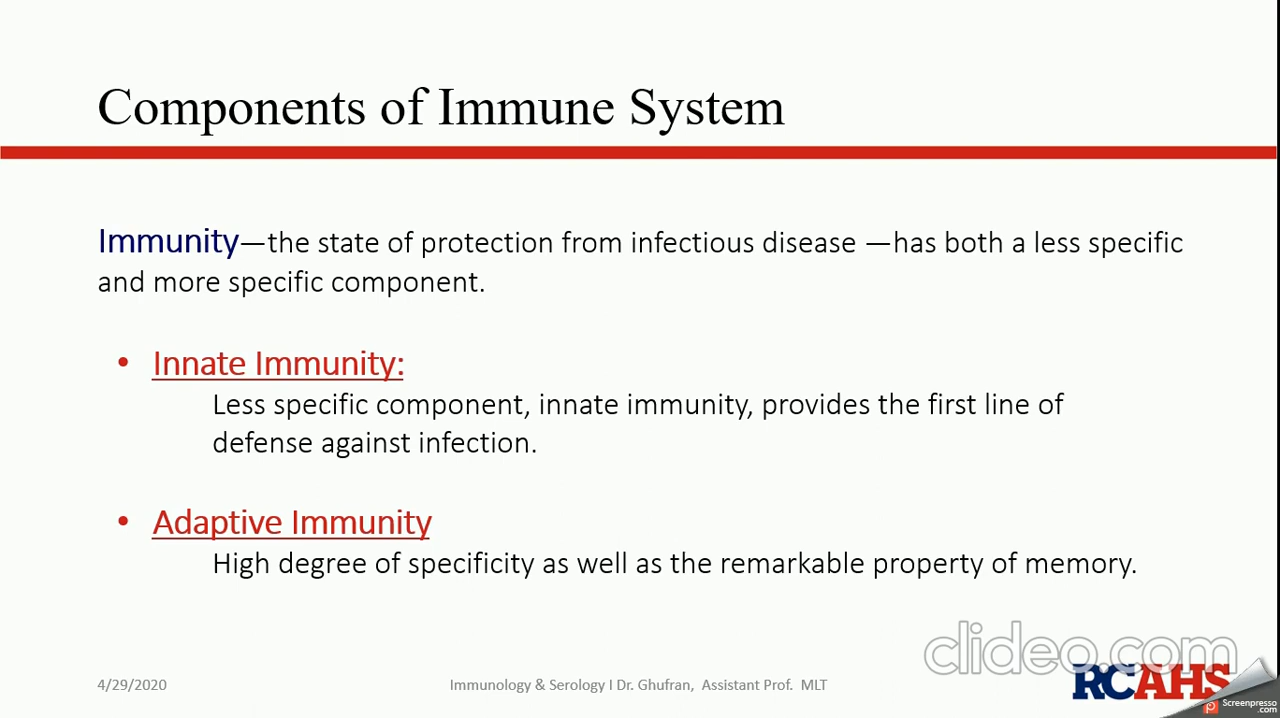 Components of Immune System
Immunity—the state of protection from infectious disease —has both a less specific
and more specific component.
• Innate Immunity:
Less specific component, innate immunity, provides the first line of
defense against infection.
• Adaptive Immunity
High degree of specificity as well as the remarkable property of memory.
clideo.com
4/29/2020
Immunology & Serology I Dr. Ghufran, Assistant Prof. MLT
RCAHS
Screenpresso
.com